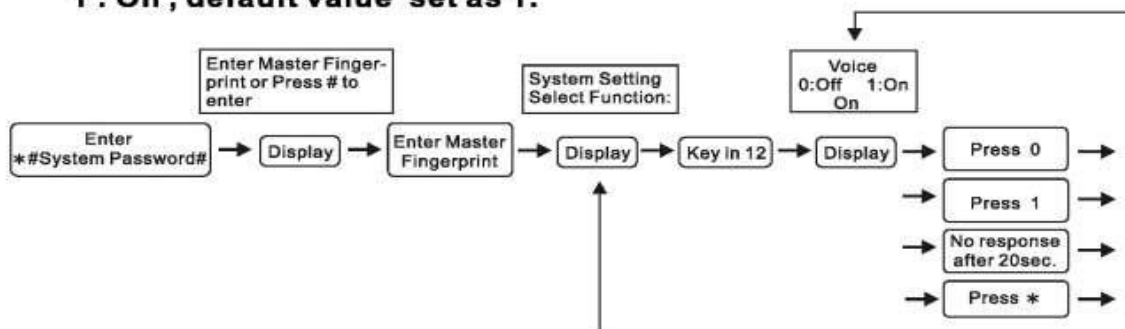 1 : On , default value set as 1.
Enter Master Finger-
print or Press # to
enter
System Setting
Select Function:
Voice
0:Off 1:On
On
Enter
*#System Password#
Display
Enter Master
Fingerprint
Display
Key in 12
Display
Press 0
Press 1
No response
after 20sec.
Press *